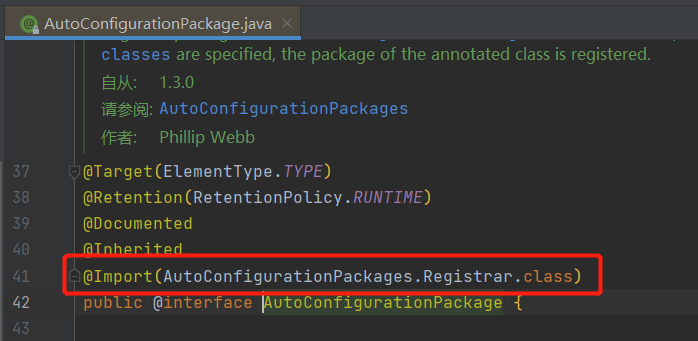 AutoConfigurationPackage.java
classes are specified, the package of the annotated class is registered.
自从: 1.3.0
请参阅: AutoConfigurationPackages
作者: Phillip Webb
37 @Target(ElementType.TYPE)
38 @Retention(RetentionPolicy.RUNTIME)
39 @Documented
40 @Inherited
41 @Import(AutoConfigurationPackages.Registrar.class)
42 public @interface AutoConfigurationPackage {
43